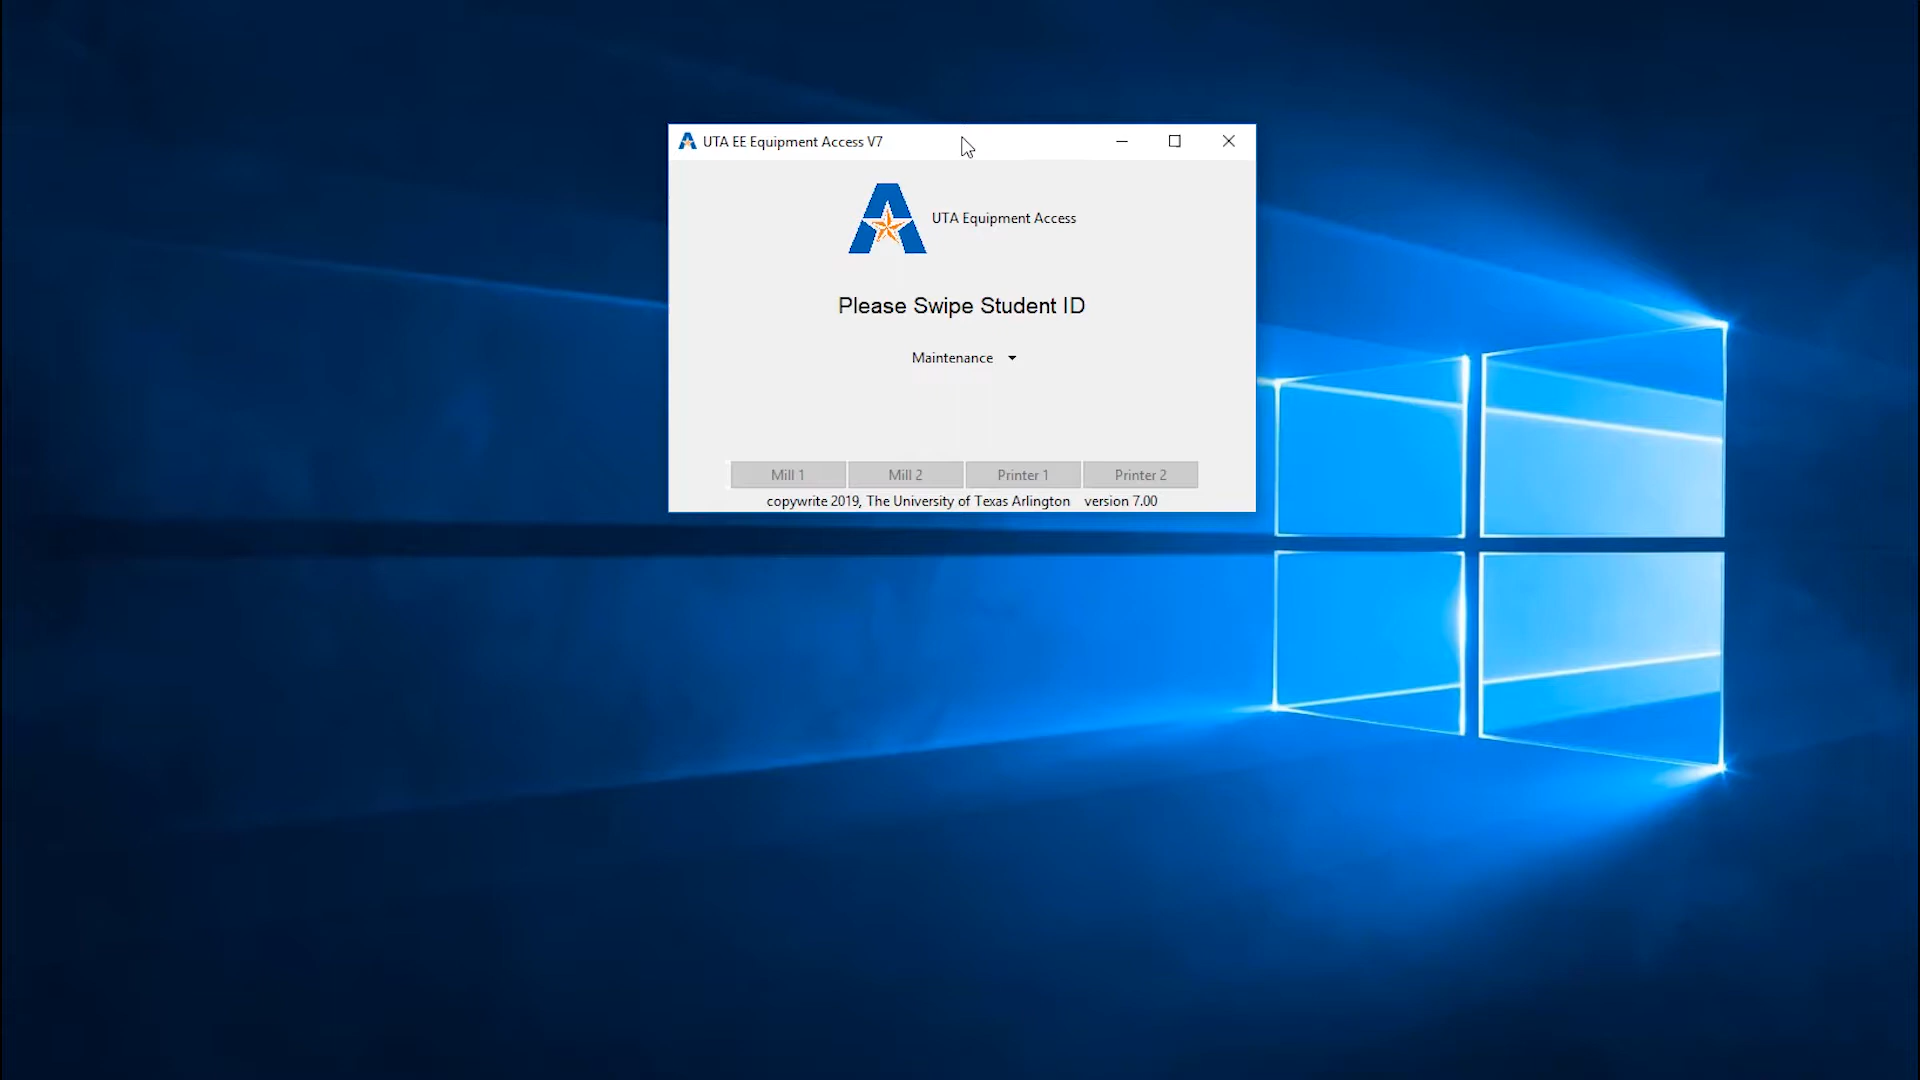 UTA EE Equipment Access V7
UTA Equipment Access
Please Swipe Student ID
Maintenance
Mill 1
Mill 2
Printer 1
Printer 2
copywrite 2019, The University of Texas Arlington version 7.00